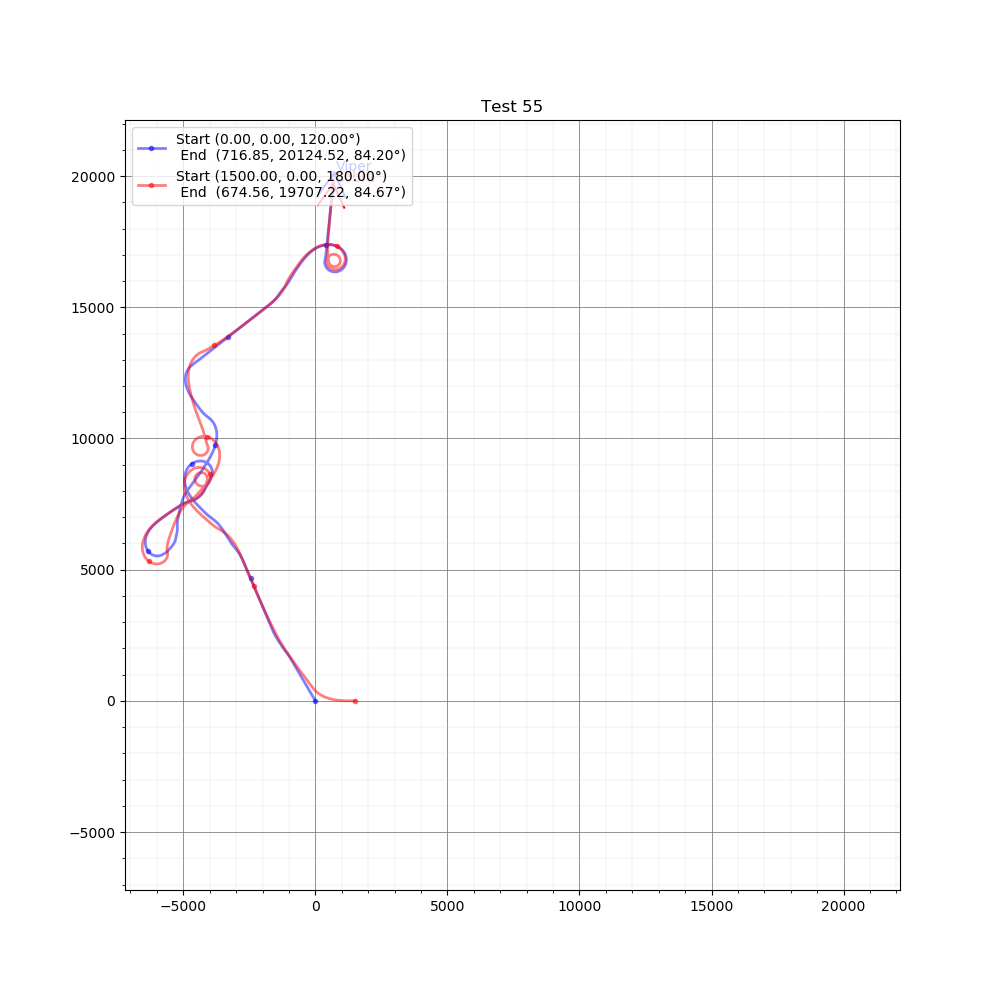 Test 55
Start (0.00, 0.00, 120.00°)
End (716.85, 20124.52, 84.20°)
Start (1500.00, 0.00, 180.00°)
End (674.56, 19707.22, 84.67°)
Viper
20000
15000
10000
5000
0
−5000
−5000
0
5000
10000
15000
20000